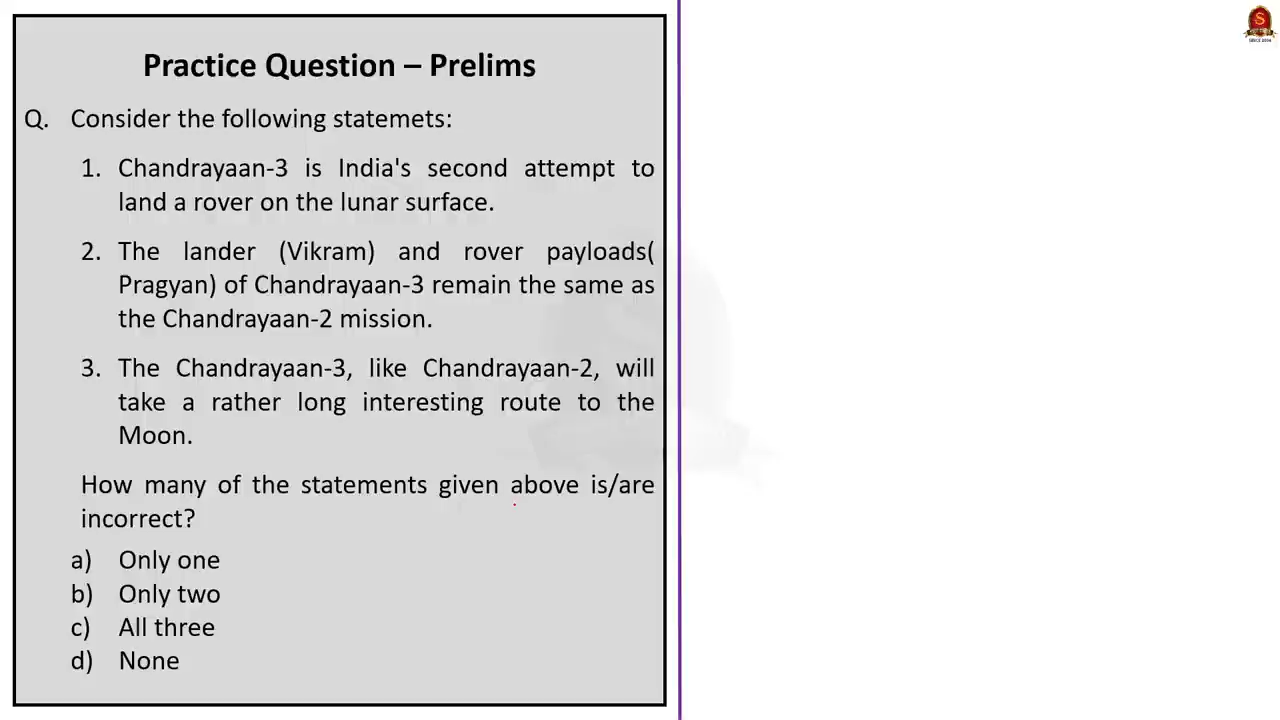 Practice Question – Prelims
Q. Consider the following statemets:
1. Chandrayaan-3 is India's second attempt to
land a rover on the lunar surface.
2. The lander (Vikram) and rover payloads(
Pragyan) of Chandrayaan-3 remain the same as
the Chandrayaan-2 mission.
3. The Chandrayaan-3, like Chandrayaan-2, will
take a rather long interesting route to the
Moon.
How many of the statements given above is/are
incorrect?
a) Only one
b) Only two
c) All three
d) None
S
SINCE 2004